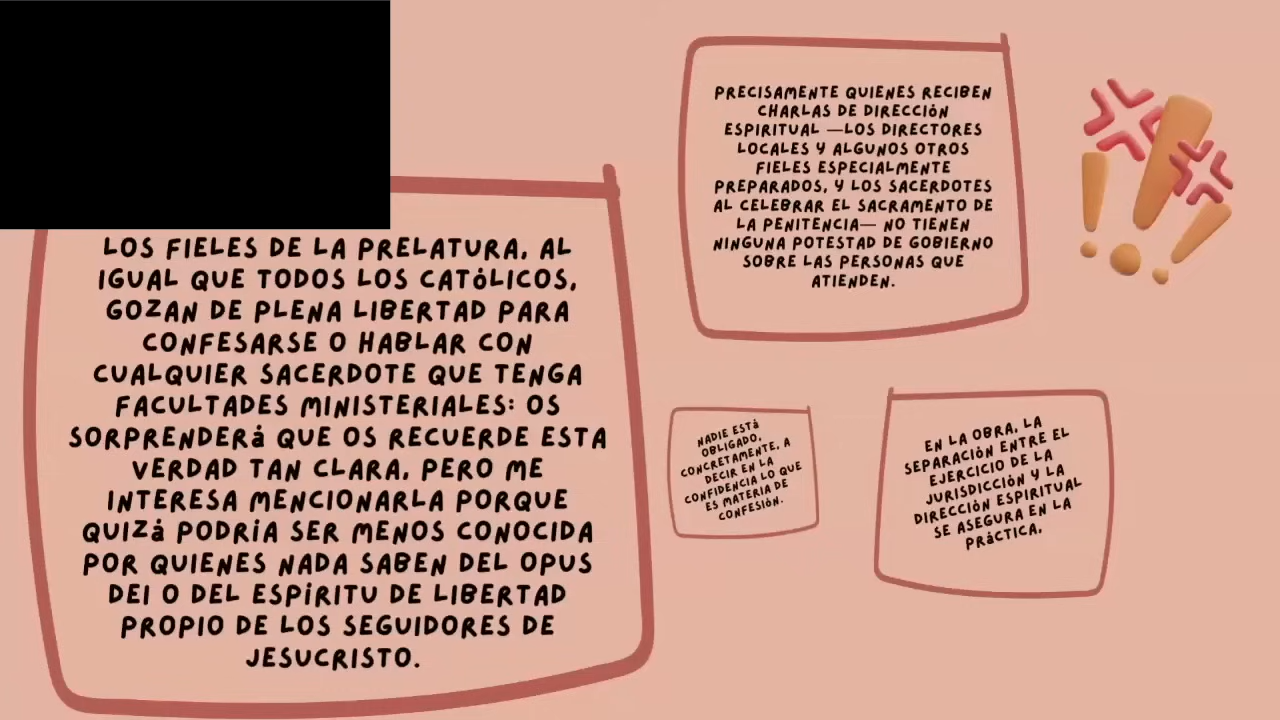 LOS FIELES DE LA PRELATURA, AL
IGUAL QUE TODOS LOS CATÓLICOS,
GOZAN DE PLENA LIBERTAD PARA
CONFESARSE O HABLAR CON
CUALQUIER SACERDOTE QUE TENGA
FACULTADES MINISTERIALES: OS
SORPRENDERÁ QUE OS RECUERDE ESTA
VERDAD TAN CLARA, PERO ME
INTERESA MENCIONARLA PORQUE
QUIZÁ PODRÍA SER MENOS CONOCIDA
POR QUIENES NADA SABEN DEL OPUS
DEI O DEL ESPÍRITU DE LIBERTAD
PROPIO DE LOS SEGUIDORES DE
JESUCRISTO.
PRECISAMENTE QUIENES RECIBEN
CHARLAS DE DIRECCIÓN
ESPIRITUAL —LOS DIRECTORES
LOCALES Y ALGUNOS OTROS
FIELES ESPECIALMENTE
PREPARADOS, Y LOS SACERDOTES
AL CELEBRAR EL SACRAMENTO DE
LA PENITENCIA— NO TIENEN
NINGUNA POTESTAD DE GOBIERNO
SOBRE LAS PERSONAS QUE
ATIENDEN.
NADIE ESTÁ
OBLIGADO,
CONCRETAMENTE, A
DECIR EN LA
CONFIDENCIA LO QUE
ES MATERIA DE
CONFESIÓN.
EN LA OBRA, LA
SEPARACIÓN ENTRE EL
EJERCICIO DE LA
JURISDICCIÓN Y LA
DIRECCIÓN ESPIRITUAL
SE ASEGURA EN LA
PRÁCTICA,